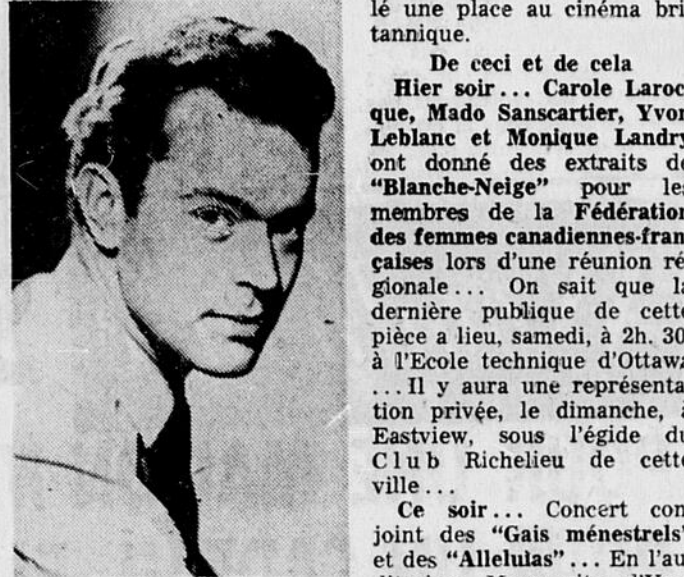 lé une place au cinéma bri
tannique.
De ceci et de cela
Hier soir... Carole Laroc
que, Mado Sanscartier, Yvon
Leblanc et Monique Landry
ont donné des extraits de
"Blanche-Neige" pour les
membres de la Fédération
des femmes canadiennes-fran
çaises lors d'une réunion ré
gionale... On sait que la
dernière publique de cette
pièce a lieu, samedi, à 2h. 30
à l'Ecole technique d'Ottawa
...Il y aura une représenta
tion privée, le dimanche, à
Eastview, sous l'égide du
Club Richelieu de cette
ville...
Ce soir... Concert con
joint des "Gais ménestrels"
et des "Alleluias"... En l'au